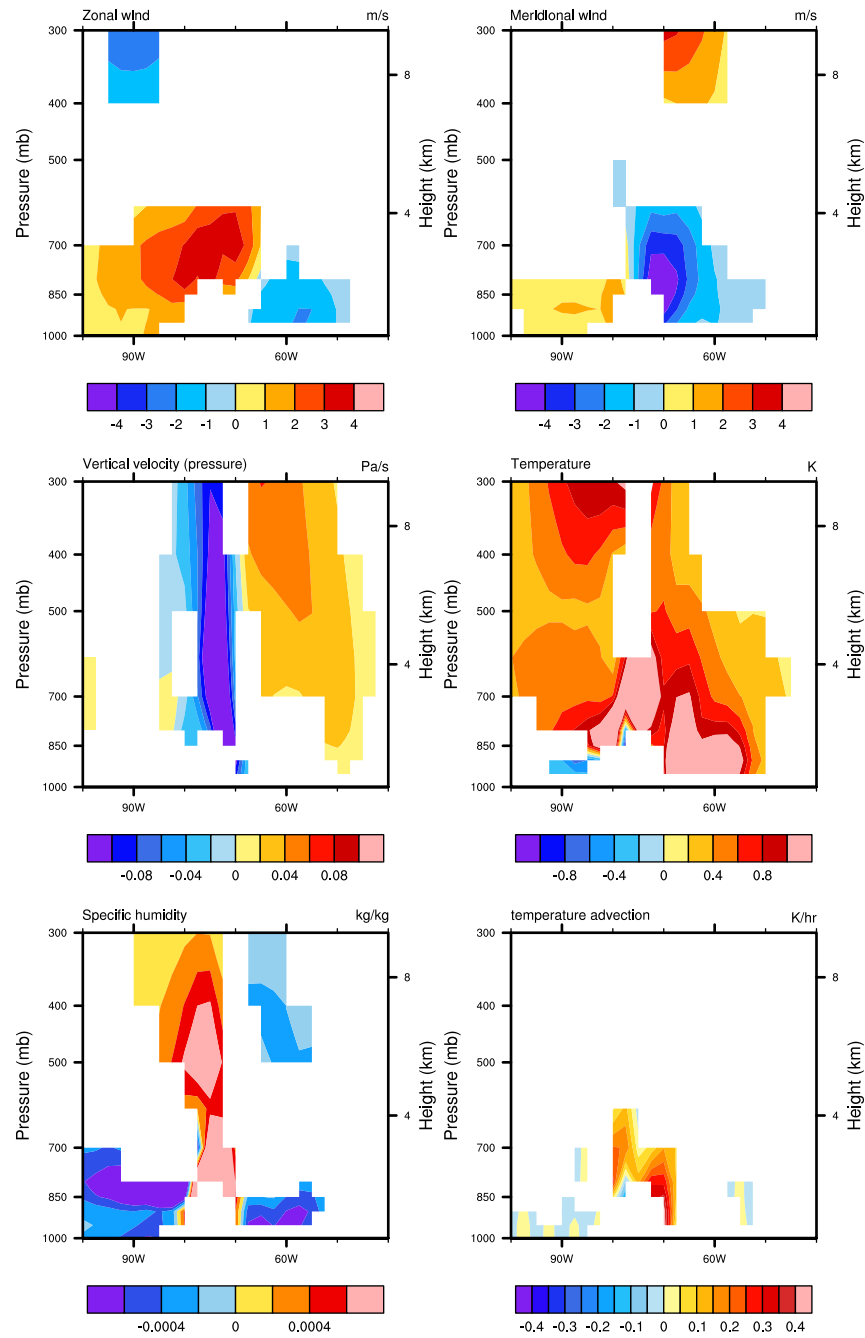 Zonal wind m/s
300
400
500
700
850
1000
Pressure (mb)
8
4
Height (km)
90W 60W
-4 -3 -2 -1 0 1 2 3 4
Meridional wind m/s
300
400
500
700
850
1000
Pressure (mb)
8
4
Height (km)
90W 60W
-4 -3 -2 -1 0 1 2 3 4
Vertical velocity (pressure) Pa/s
300
400
500
700
850
1000
Pressure (mb)
8
4
Height (km)
90W 60W
-0.08 -0.04 0 0.04 0.08
Temperature K
300
400
500
700
850
1000
Pressure (mb)
8
4
Height (km)
90W 60W
-0.8 -0.4 0 0.4 0.8
Specific humidity kg/kg
300
400
500
700
850
1000
Pressure (mb)
8
4
Height (km)
90W 60W
-0.0004 0 0.0004
temperature advection K/hr
300
400
500
700
850
1000
Pressure (mb)
8
4
Height (km)
90W 60W
-0.4 -0.3 -0.2 -0.1 0 0.1 0.2 0.3 0.4